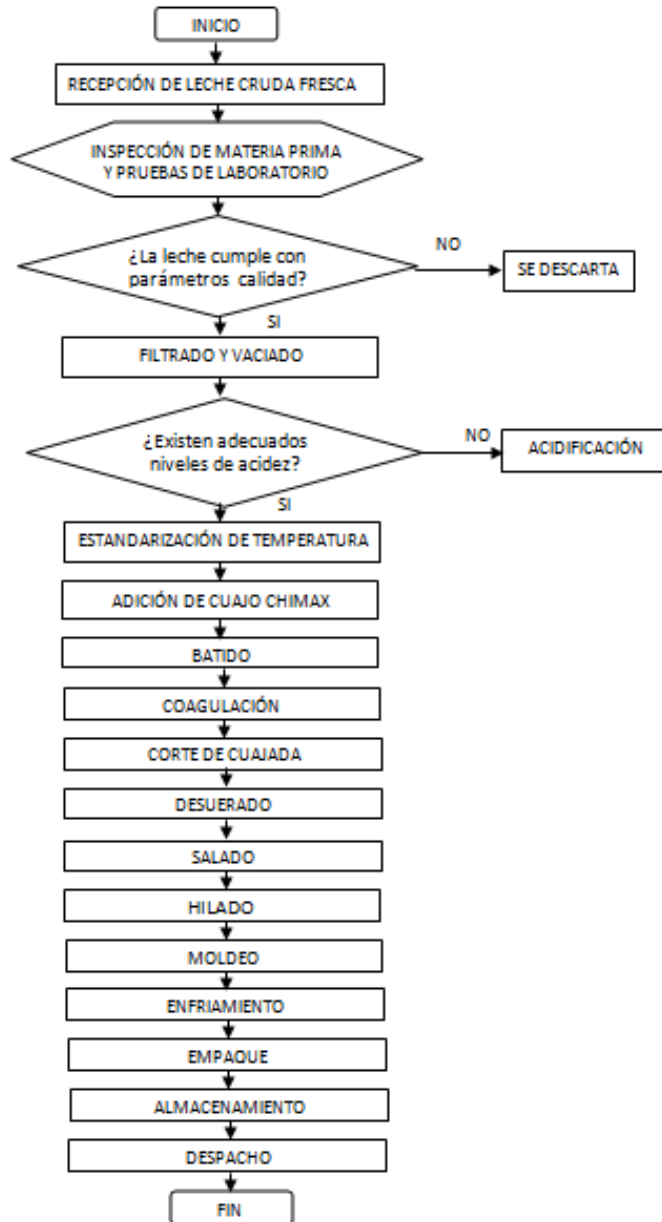 INICIO
RECEPCIÓN DE LECHE CRUDA FRESCA
INSPECCIÓN DE MATERIA PRIMA
Y PRUEBAS DE LABORATORIO
¿La leche cumple con
parámetros calidad?
NO
SE DESCARTA
SI
FILTRADO Y VACIADO
¿Existen adecuados
niveles de acidez?
NO
ACIDIFICACIÓN
SI
ESTANDARIZACIÓN DE TEMPERATURA
ADICIÓN DE CUAJO CHIMAX
BATIDO
COAGULACIÓN
CORTE DE CUAJADA
DESUERADO
SALADO
HILADO
MOLDEO
ENFRIAMIENTO
EMPAQUE
ALMACENAMIENTO
DESPACHO
FIN